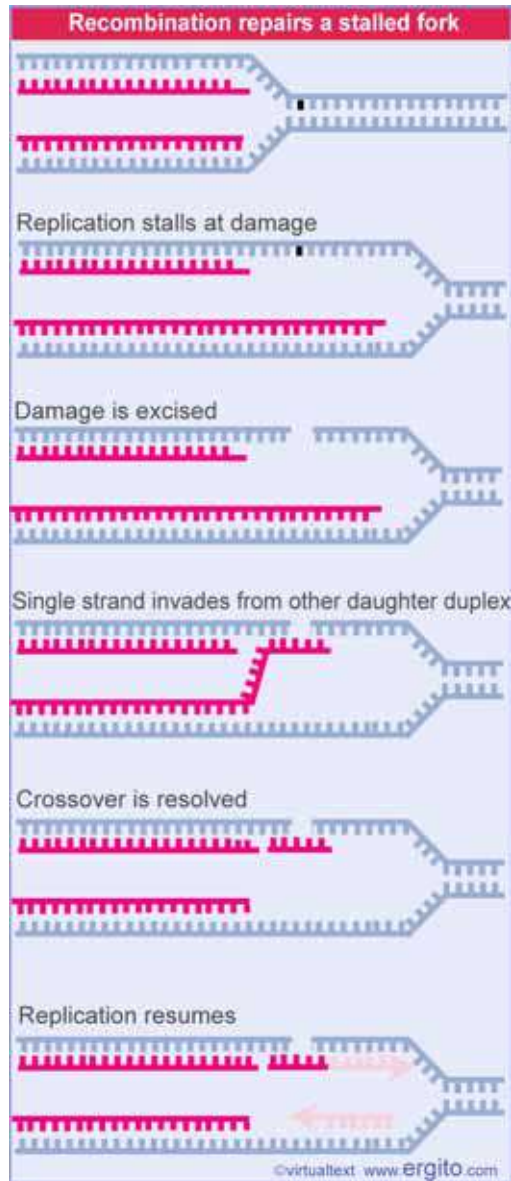 Recombination repairs a stalled fork
Replication stalls at damage
Damage is excised
Single strand invades from other daughter duplex
Crossover is resolved
Replication resumes
©virtualtext www.ergito.com